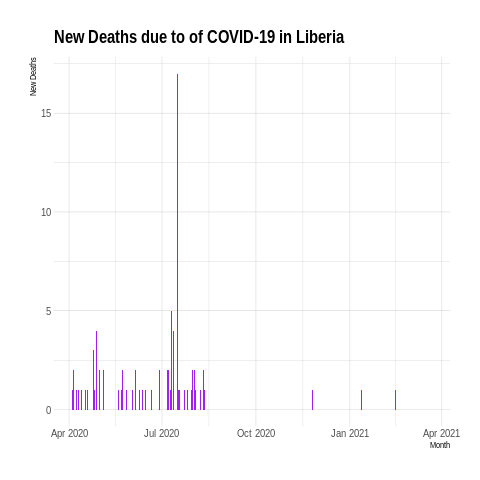 New Deaths due to of COVID-19 in Liberia
New Deaths
15
10
5
0
Apr 2020 Jul 2020 Oct 2020 Jan 2021 Apr 2021
Month